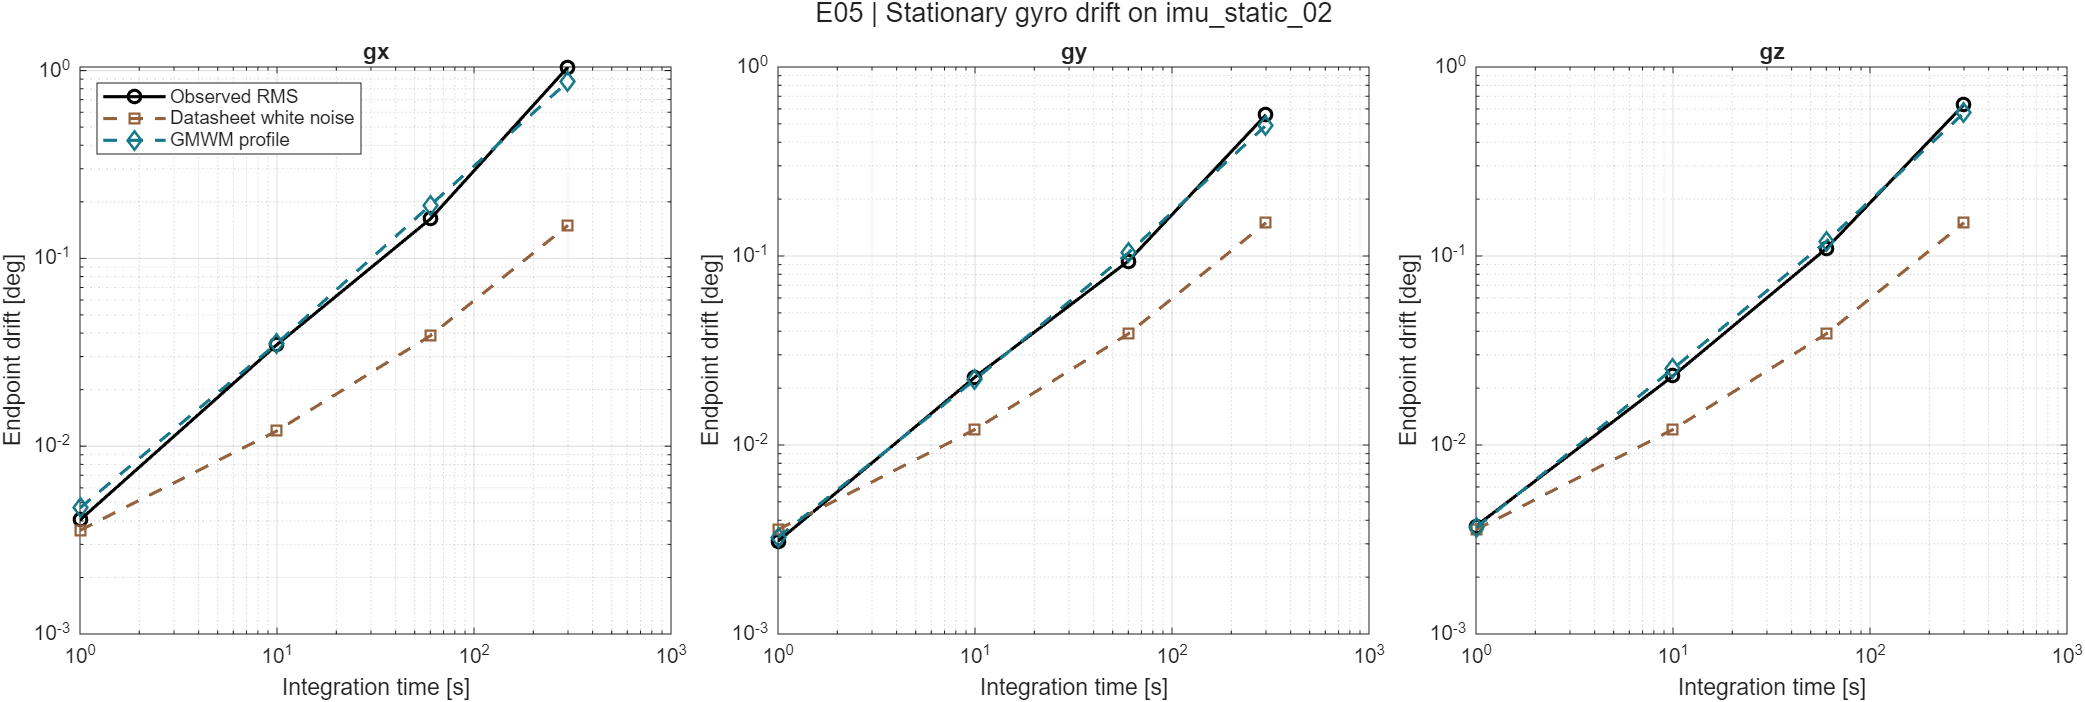 E05 | Stationary gyro drift on imu_static_02
gx
Observed RMS
Datasheet white noise
GMWM profile
10^0
10^-1
10^-2
10^-3
Endpoint drift [deg]
10^0 10^1 10^2 10^3
Integration time [s]
gy
10^0
10^-1
10^-2
10^-3
Endpoint drift [deg]
10^0 10^1 10^2 10^3
Integration time [s]
gz
10^0
10^-1
10^-2
10^-3
Endpoint drift [deg]
10^0 10^1 10^2 10^3
Integration time [s]